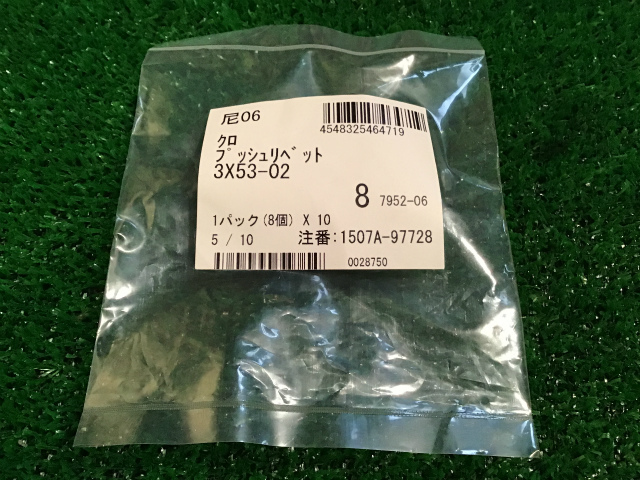 尼06
4548325464719
クロ
プッシュリベット
3X53-02
8 7952-06
1パック(8個) X 10
5 / 10 注番:1507A-97728
0028750